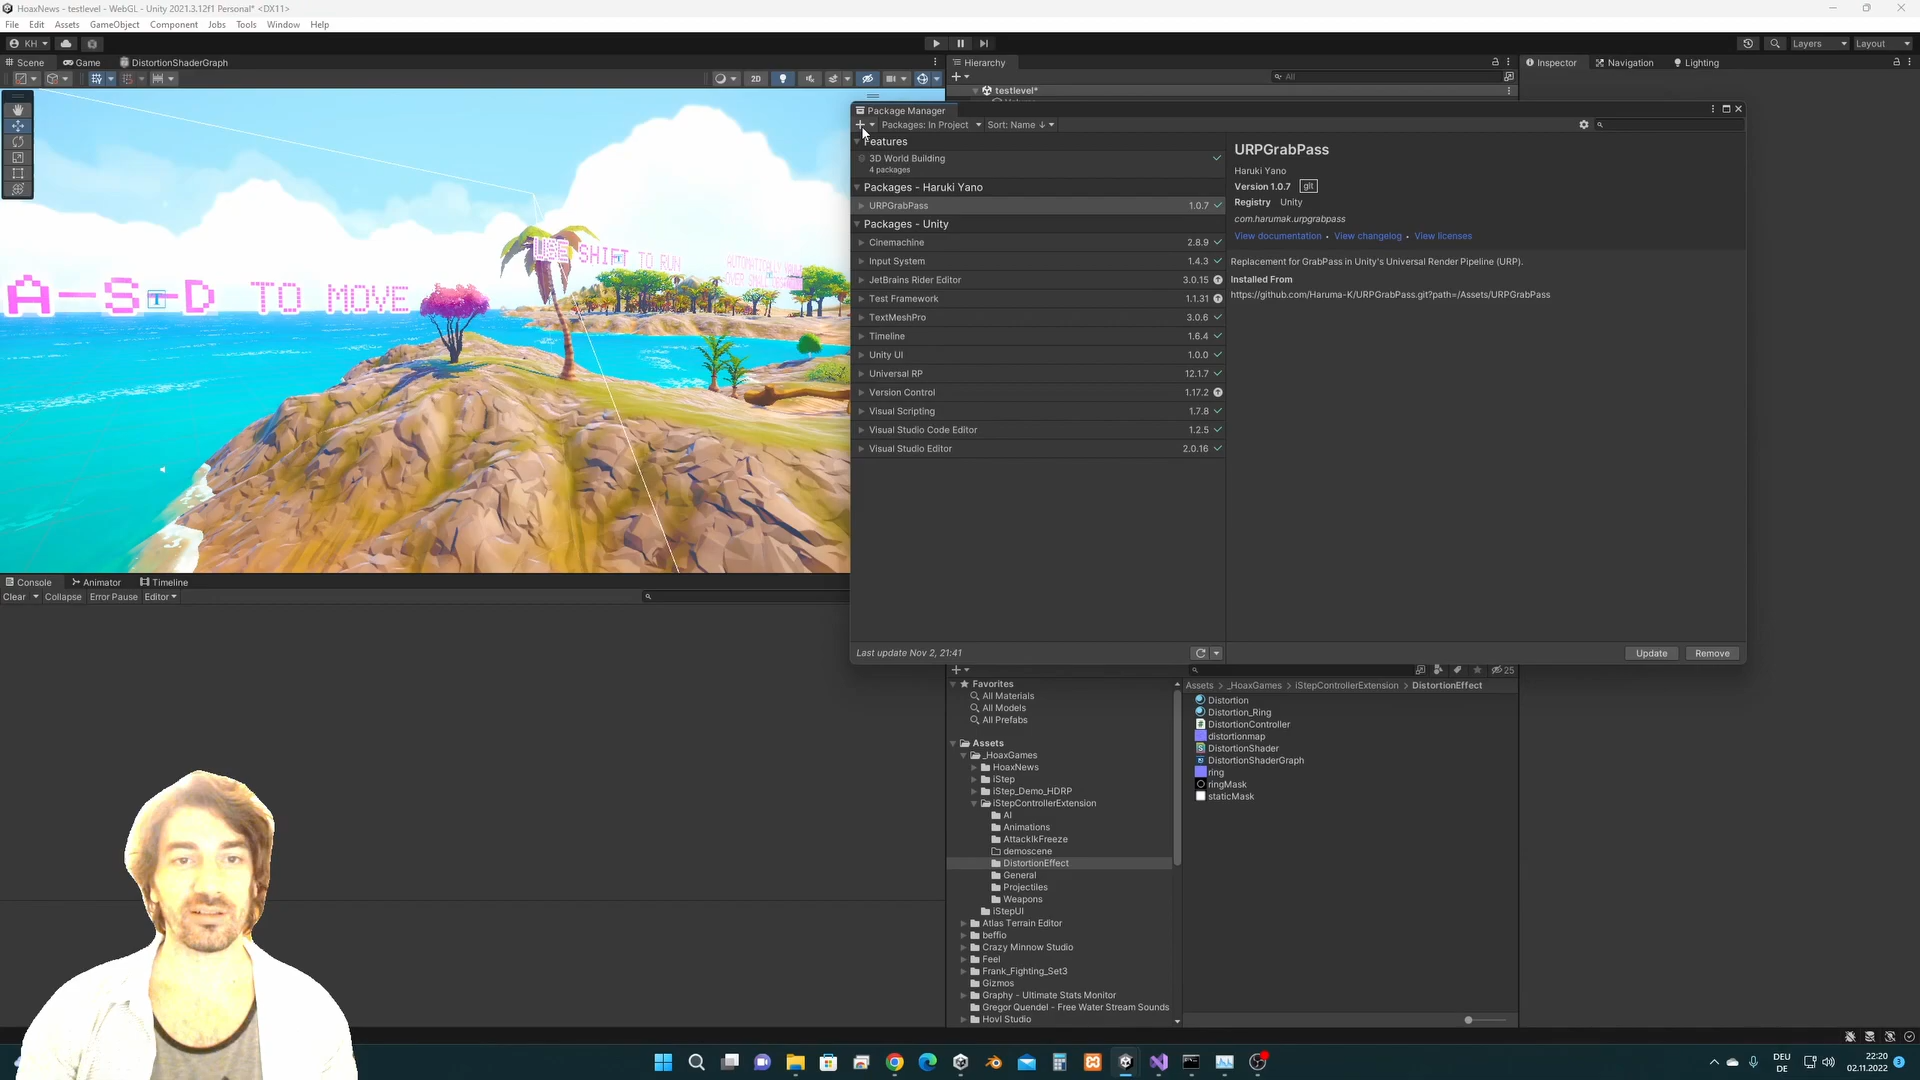 HoaxNews - testlevel - WebGL - Unity 2021.3.12f1 Personal* <DX11>
File Edit Assets GameObject Component Jobs Tools Window Help
KH
Layers
Layout
Scene
Game
DistortionShaderGraph
2D
A-S-D TO MOVE
USE SHIFT TO RUN
Hierarchy
All
testlevel*
Inspector
Navigation
Lighting
Package Manager
Packages: In Project
Sort: Name ↓
Features
3D World Building
4 packages
Packages - Haruki Yano
URPGrabPass 1.0.7
Packages - Unity
Cinemachine 2.8.9
Input System 1.4.3
JetBrains Rider Editor 3.0.15
Test Framework 1.1.31
TextMeshPro 3.0.6
Timeline 1.6.4
Unity UI 1.0.0
Universal RP 12.1.7
Version Control 1.17.2
Visual Scripting 1.7.8
Visual Studio Code Editor 1.2.5
Visual Studio Editor 2.0.16
Last update Nov 2, 21:41
URPGrabPass
Haruki Yano
Version 1.0.7 git
Registry Unity
com.harumak.urpgrabpass
View documentation • View changelog • View licenses
Replacement for GrabPass in Unity's Universal Render Pipeline (URP).
Installed From
https://github.com/Haruma-K/URPGrabPass.git?path=/Assets/URPGrabPass
Update
Remove
Console
Animator
Timeline
Clear
Collapse
Error Pause
Editor
25
Favorites
All Materials
All Models
All Prefabs
Assets
_HoaxGames
HoaxNews
iStep
iStep_Demo_HDRP
iStepControllerExtension
AI
Animations
AttackIkFreeze
demoscene
DistortionEffect
General
Projectiles
Weapons
iStepUI
Atlas Terrain Editor
beffio
Crazy Minnow Studio
Feel
Frank_Fighting_Set3
Gizmos
Graphy - Ultimate Stats Monitor
Gregor Quendel - Free Water Stream Sounds
Hovl Studio
Assets > _HoaxGames > iStepControllerExtension > DistortionEffect
Distortion
Distortion_Ring
DistortionController
distortionmap
DistortionShader
DistortionShaderGraph
ring
ringMask
staticMask
DEU
DE
22:20
02.11.2022
3